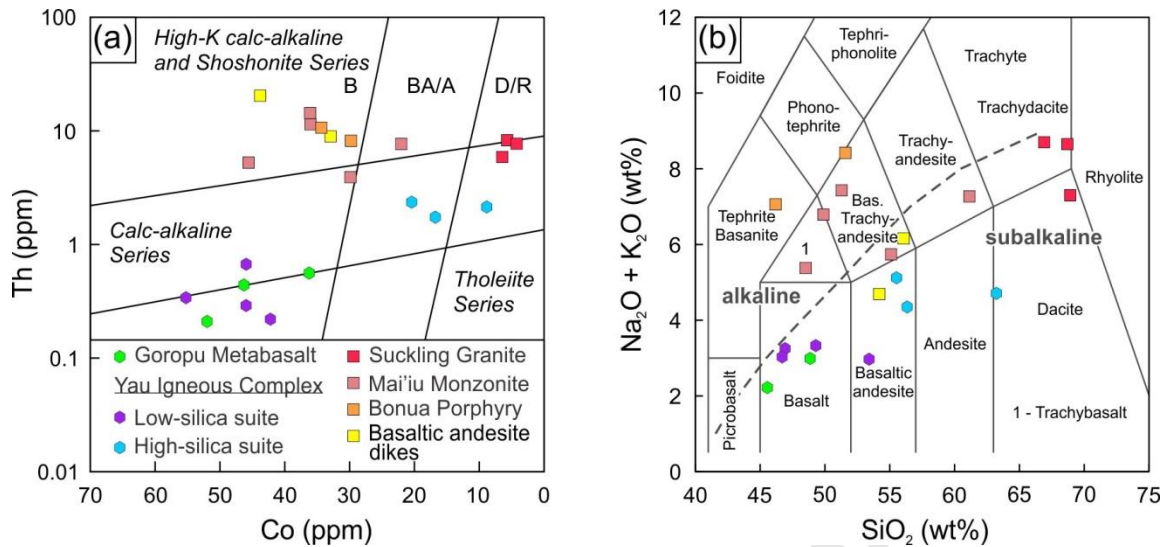 (a)
High-K calc-alkaline
and Shoshonite Series
B
BA/A
D/R
Calc-alkaline
Series
Tholeiite
Series
100
10
1
0.1
0.01
Th (ppm)
70
60
50
40
30
20
10
0
Co (ppm)
Goropu Metabasalt
Yau Igneous Complex
Low-silica suite
High-silica suite
Suckling Granite
Mai'iu Monzonite
Bonua Porphyry
Basaltic andesite
dikes
(b)
Tephri-
phonolite
Trachyte
Foidite
Phono-
tephrite
Trachydacite
Trachy-
andesite
Rhyolite
Tephrite
Basanite
Bas.
Trachy-
andesite
1
subalkaline
alkaline
Dacite
Andesite
Picrobasalt
Basalt
Basaltic
andesite
1 - Trachybasalt
12
10
8
6
4
2
0
Na₂O + K₂O (wt%)
40
45
50
55
60
65
70
75
SiO₂ (wt%)